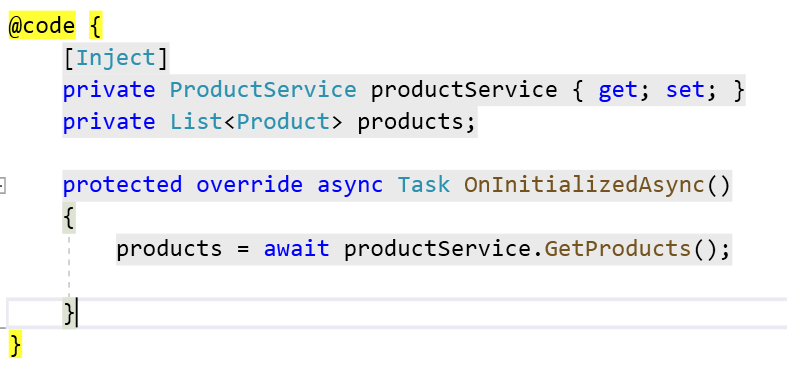 @code {
[Inject]
private ProductService productService { get; set; }
private List<Product> products;
protected override async Task OnInitializedAsync()
{
products = await productService.GetProducts();
}
}